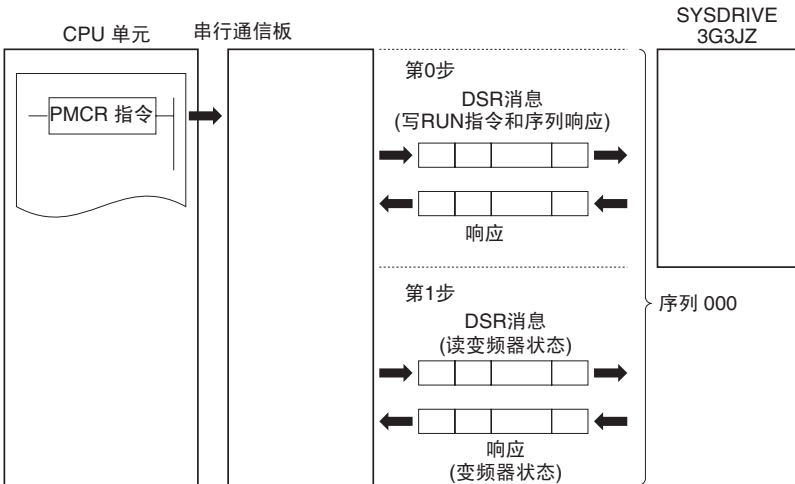 CPU 单元
串行通信板
SYSDRIVE
3G3JZ
PMCR 指令
第0步
DSR消息
(写RUN指令和序列响应)
响应
第1步
DSR消息
(读变频器状态)
响应
(变频器状态)
序列 000